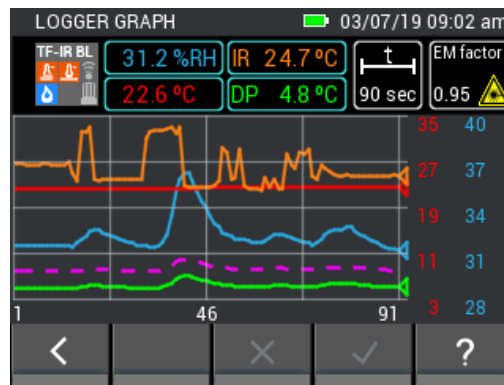 LOGGER GRAPH 03/07/19 09:02 am
TF-IR BL 31.2 %RH IR 24.7 ºC t EM factor
22.6 ºC DP 4.8 ºC 90 sec 0.95
35 40
27 37
19 34
11 31
3 28
1 46 91
?